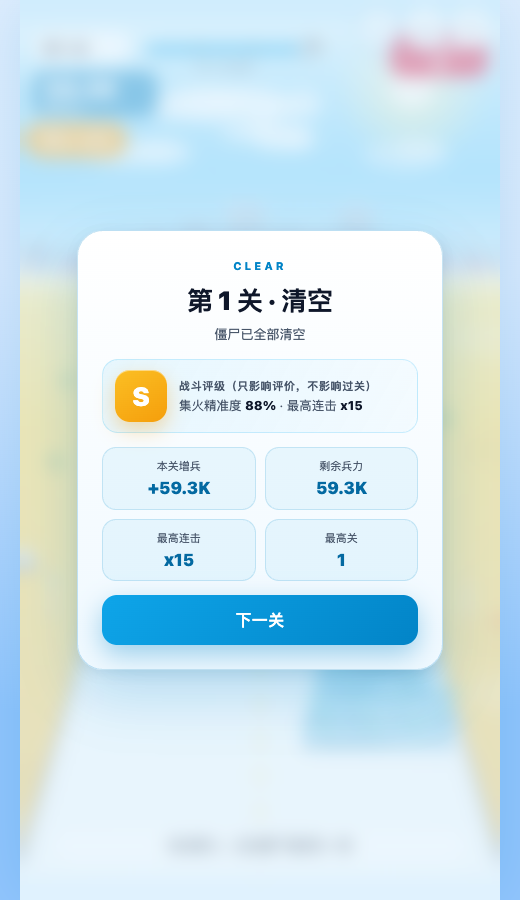 CLEAR
第 1 关 · 清空
僵尸已全部清空
S
战斗评级（只影响评价，不影响过关）
集火精准度 88% · 最高连击 x15
本关增兵
+59.3K
剩余兵力
59.3K
最高连击
x15
最高关
1
下一关